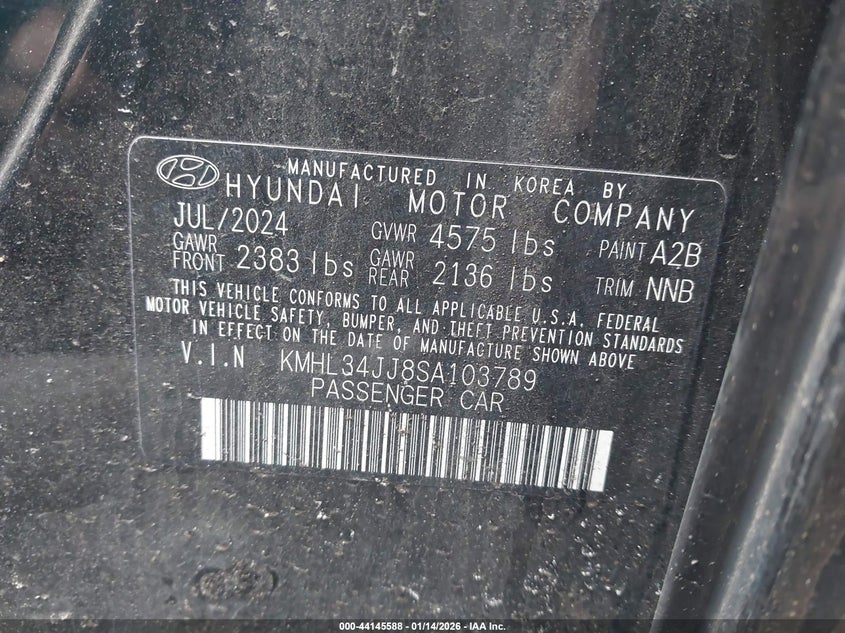 MANUFACTURED IN KOREA BY
HYUNDAI MOTOR COMPANY
JUL/2024 GVWR 4575 lbs PAINT A2B
GAWR FRONT 2383 lbs GAWR REAR 2136 lbs TRIM NNB
THIS VEHICLE CONFORMS TO ALL APPLICABLE U.S.A. FEDERAL
MOTOR VEHICLE SAFETY, BUMPER, AND THEFT PREVENTION STANDARDS
IN EFFECT ON THE DATE OF MANUFACTURE SHOWN ABOVE
V.I.N KMHL34JJ8SA103789
PASSENGER CAR
000-44145588 - 01/14/2026 - IAA Inc.